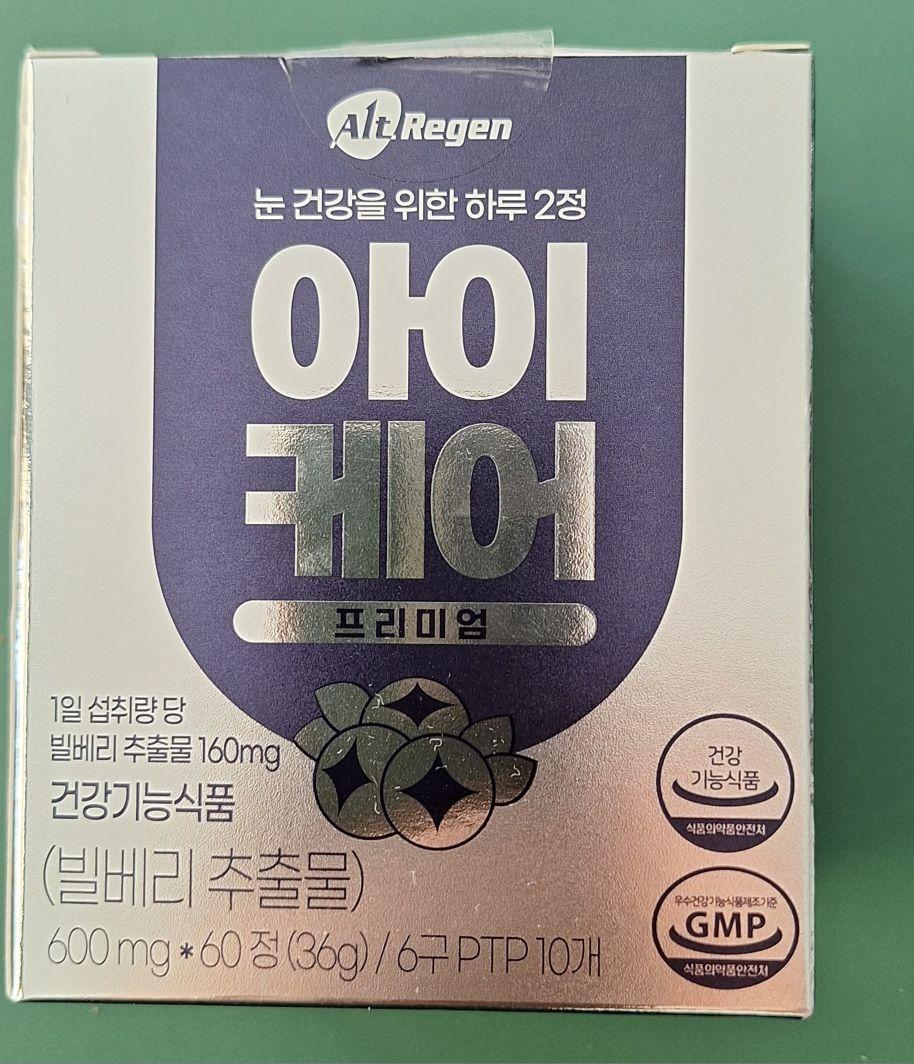 Alt Regen
눈 건강을 위한 하루 2정
아이
케어
프리미엄
1일 섭취량 당
빌베리 추출물 160mg
건강기능식품
(빌베리 추출물)
600 mg * 60 정 (36g) / 6구 PTP 10개
건강
기능식품
식품의약품안전처
우수건강기능식품제조기준
GMP
식품의약품안전처